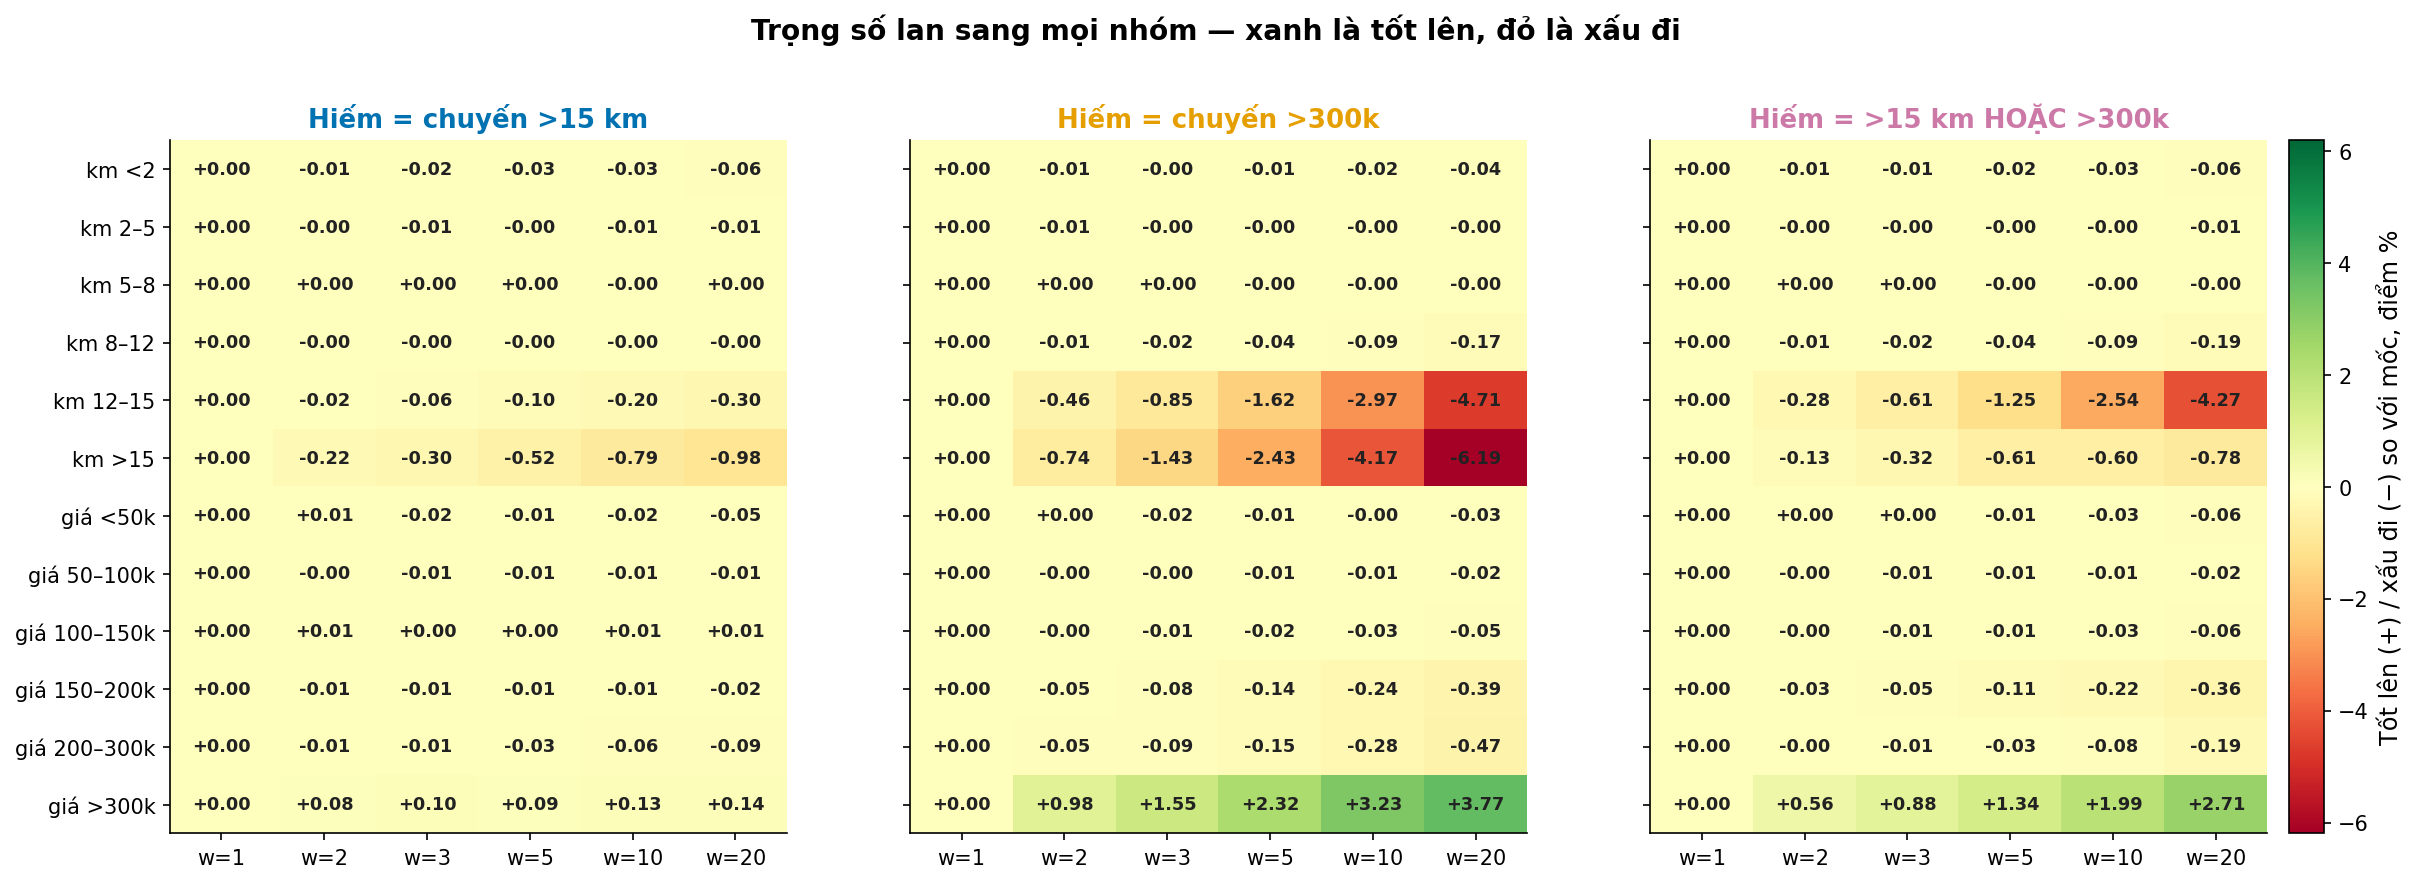 Trọng số lan sang mọi nhóm — xanh là tốt lên, đỏ là xấu đi
Hiếm = chuyến >15 km
Hiếm = chuyến >300k
Hiếm = >15 km HOẶC >300k
km <2 +0.00 -0.01 -0.02 -0.03 -0.03 -0.06 +0.00 -0.01 -0.00 -0.01 -0.02 -0.04 +0.00 -0.01 -0.01 -0.02 -0.03 -0.06
km 2–5 +0.00 -0.00 -0.01 -0.00 -0.01 -0.01 +0.00 -0.01 -0.00 -0.00 -0.00 -0.00 +0.00 -0.00 -0.00 -0.00 -0.00 -0.01
km 5–8 +0.00 +0.00 +0.00 +0.00 -0.00 +0.00 +0.00 +0.00 +0.00 -0.00 -0.00 -0.00 +0.00 +0.00 +0.00 -0.00 -0.00 -0.00
km 8–12 +0.00 -0.00 -0.00 -0.00 -0.00 -0.00 +0.00 -0.01 -0.02 -0.04 -0.09 -0.17 +0.00 -0.01 -0.02 -0.04 -0.09 -0.19
km 12–15 +0.00 -0.02 -0.06 -0.10 -0.20 -0.30 +0.00 -0.46 -0.85 -1.62 -2.97 -4.71 +0.00 -0.28 -0.61 -1.25 -2.54 -4.27
km >15 +0.00 -0.22 -0.30 -0.52 -0.79 -0.98 +0.00 -0.74 -1.43 -2.43 -4.17 -6.19 +0.00 -0.13 -0.32 -0.61 -0.60 -0.78
giá <50k +0.00 +0.01 -0.02 -0.01 -0.02 -0.05 +0.00 +0.00 -0.02 -0.01 -0.00 -0.03 +0.00 +0.00 +0.00 -0.01 -0.03 -0.06
giá 50–100k +0.00 -0.00 -0.01 -0.01 -0.01 -0.01 +0.00 -0.00 -0.00 -0.01 -0.01 -0.02 +0.00 -0.00 -0.01 -0.01 -0.01 -0.02
giá 100–150k +0.00 +0.01 +0.00 +0.00 +0.01 +0.01 +0.00 -0.00 -0.01 -0.02 -0.03 -0.05 +0.00 -0.00 -0.01 -0.01 -0.03 -0.06
giá 150–200k +0.00 -0.01 -0.01 -0.01 -0.01 -0.02 +0.00 -0.05 -0.08 -0.14 -0.24 -0.39 +0.00 -0.03 -0.05 -0.11 -0.22 -0.36
giá 200–300k +0.00 -0.01 -0.01 -0.03 -0.06 -0.09 +0.00 -0.05 -0.09 -0.15 -0.28 -0.47 +0.00 -0.00 -0.01 -0.03 -0.08 -0.19
giá >300k +0.00 +0.08 +0.10 +0.09 +0.13 +0.14 +0.00 +0.98 +1.55 +2.32 +3.23 +3.77 +0.00 +0.56 +0.88 +1.34 +1.99 +2.71
w=1 w=2 w=3 w=5 w=10 w=20 w=1 w=2 w=3 w=5 w=10 w=20 w=1 w=2 w=3 w=5 w=10 w=20
6
4
2
0
−2
−4
−6
Tốt lên (+) / xấu đi (−) so với mốc, điểm %